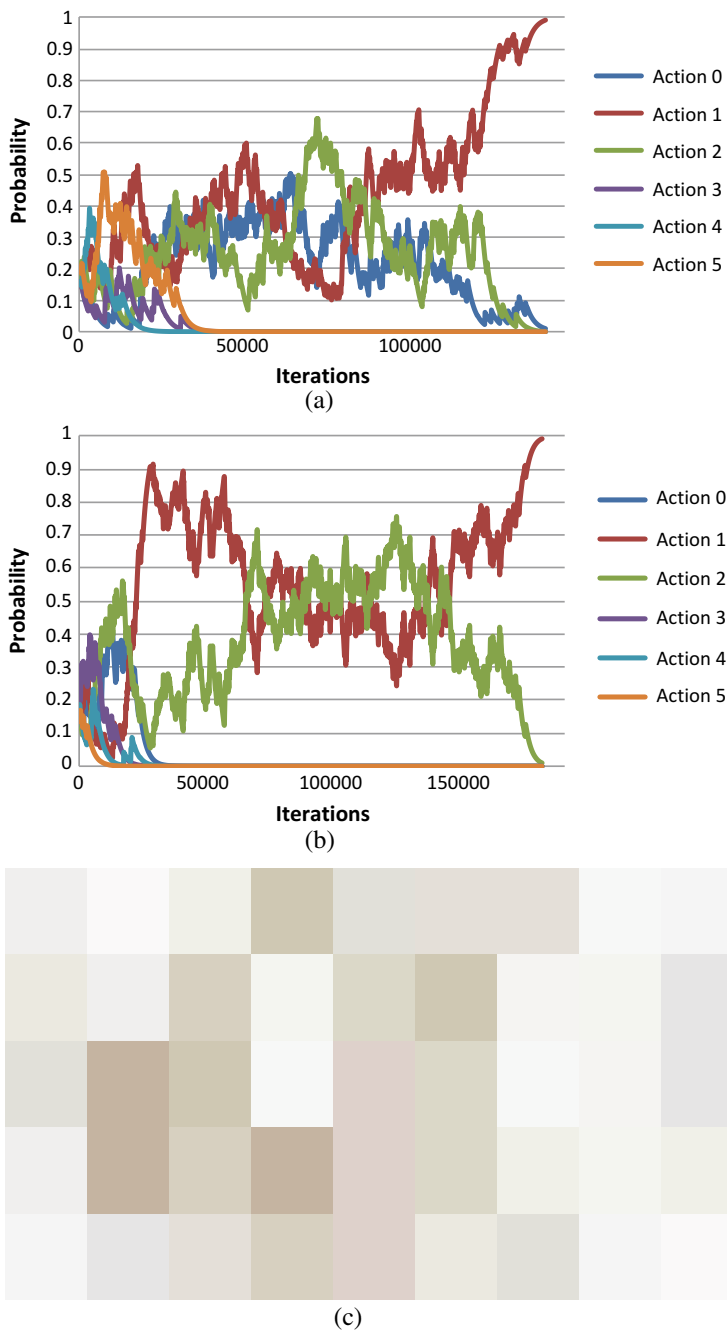 1
0.9
0.8
0.7
0.6
0.5
0.4
0.3
0.2
0.1
0
Probability
0 50000 100000
Iterations
Action 0
Action 1
Action 2
Action 3
Action 4
Action 5
(a)
1
0.9
0.8
0.7
0.6
0.5
0.4
0.3
0.2
0.1
0
Probability
0 50000 100000 150000
Iterations
Action 0
Action 1
Action 2
Action 3
Action 4
Action 5
(b)
(c)